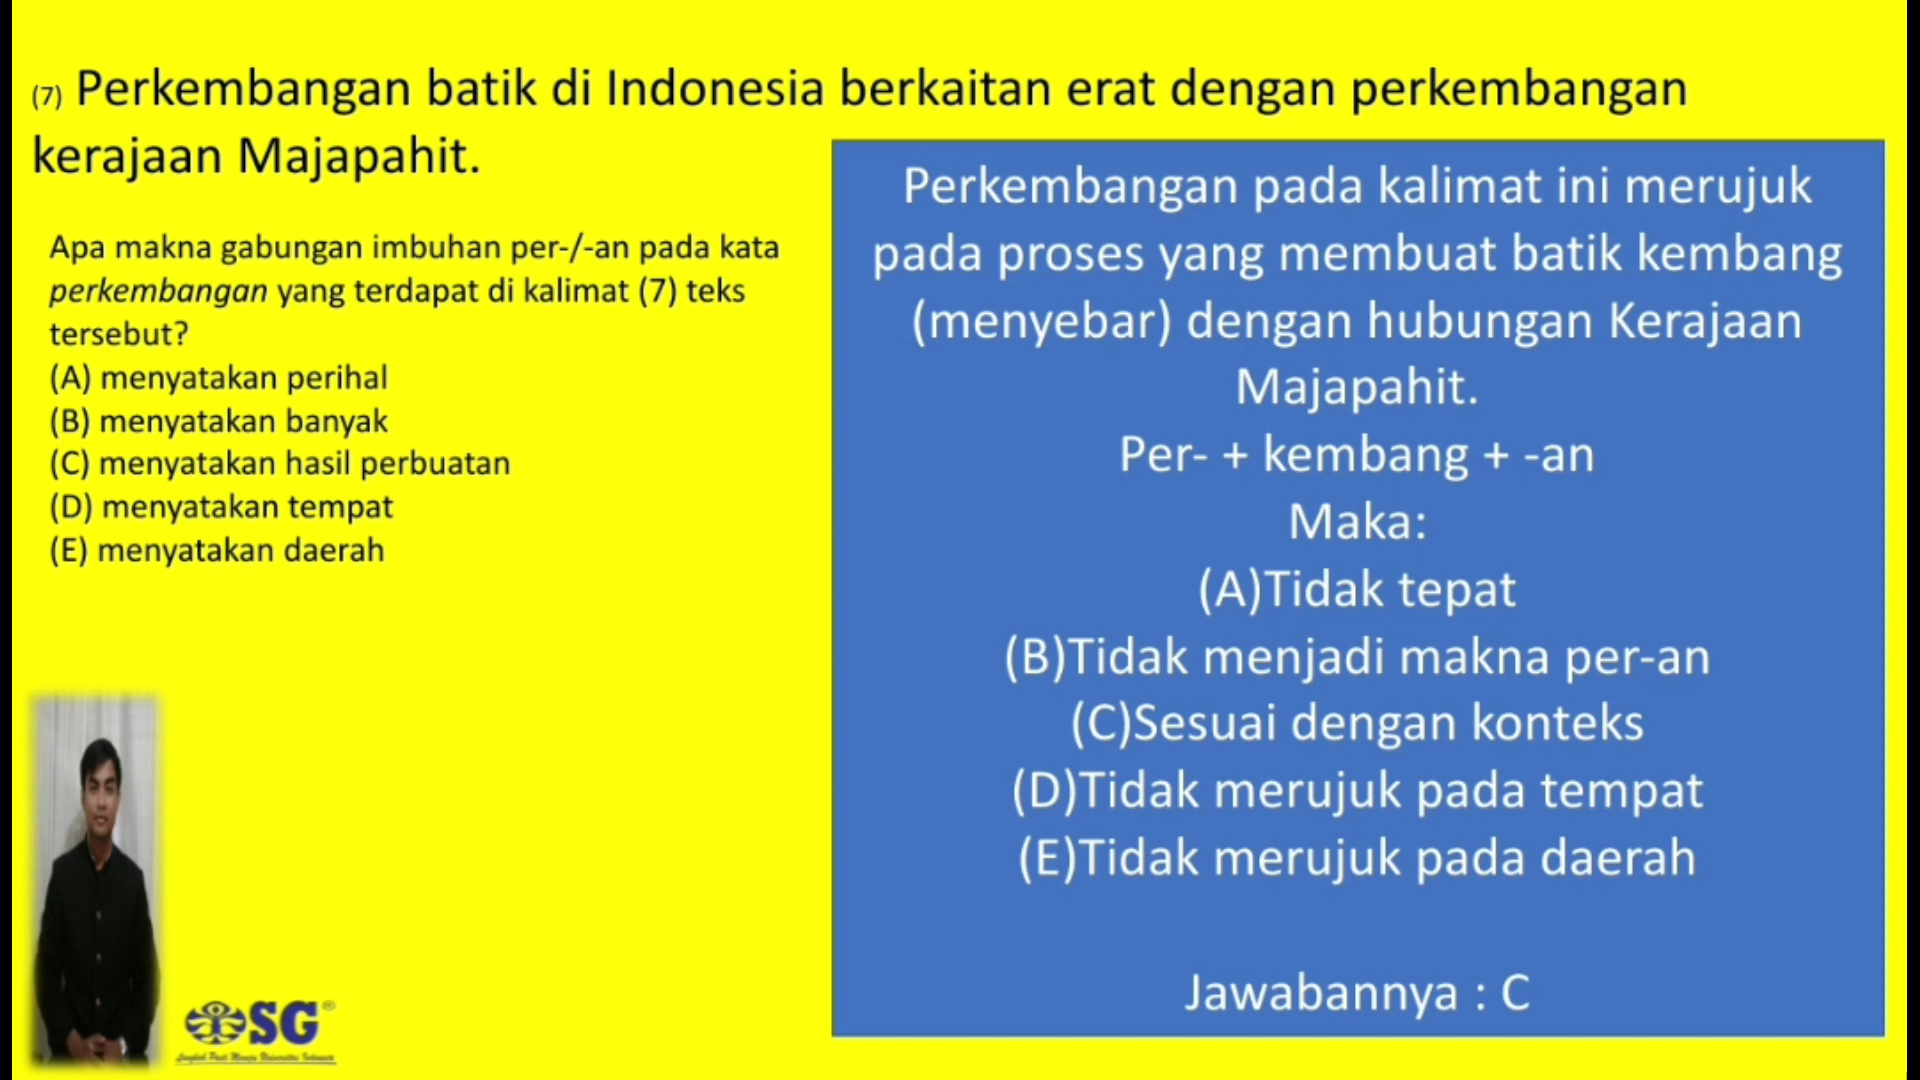 (7) Perkembangan batik di Indonesia berkaitan erat dengan perkembangan
kerajaan Majapahit.
Apa makna gabungan imbuhan per-/-an pada kata
perkembangan yang terdapat di kalimat (7) teks
tersebut?
(A) menyatakan perihal
(B) menyatakan banyak
(C) menyatakan hasil perbuatan
(D) menyatakan tempat
(E) menyatakan daerah
Perkembangan pada kalimat ini merujuk
pada proses yang membuat batik kembang
(menyebar) dengan hubungan Kerajaan
Majapahit.
Per- + kembang + -an
Maka:
(A)Tidak tepat
(B)Tidak menjadi makna per-an
(C)Sesuai dengan konteks
(D)Tidak merujuk pada tempat
(E)Tidak merujuk pada daerah
Jawabannya : C
SG